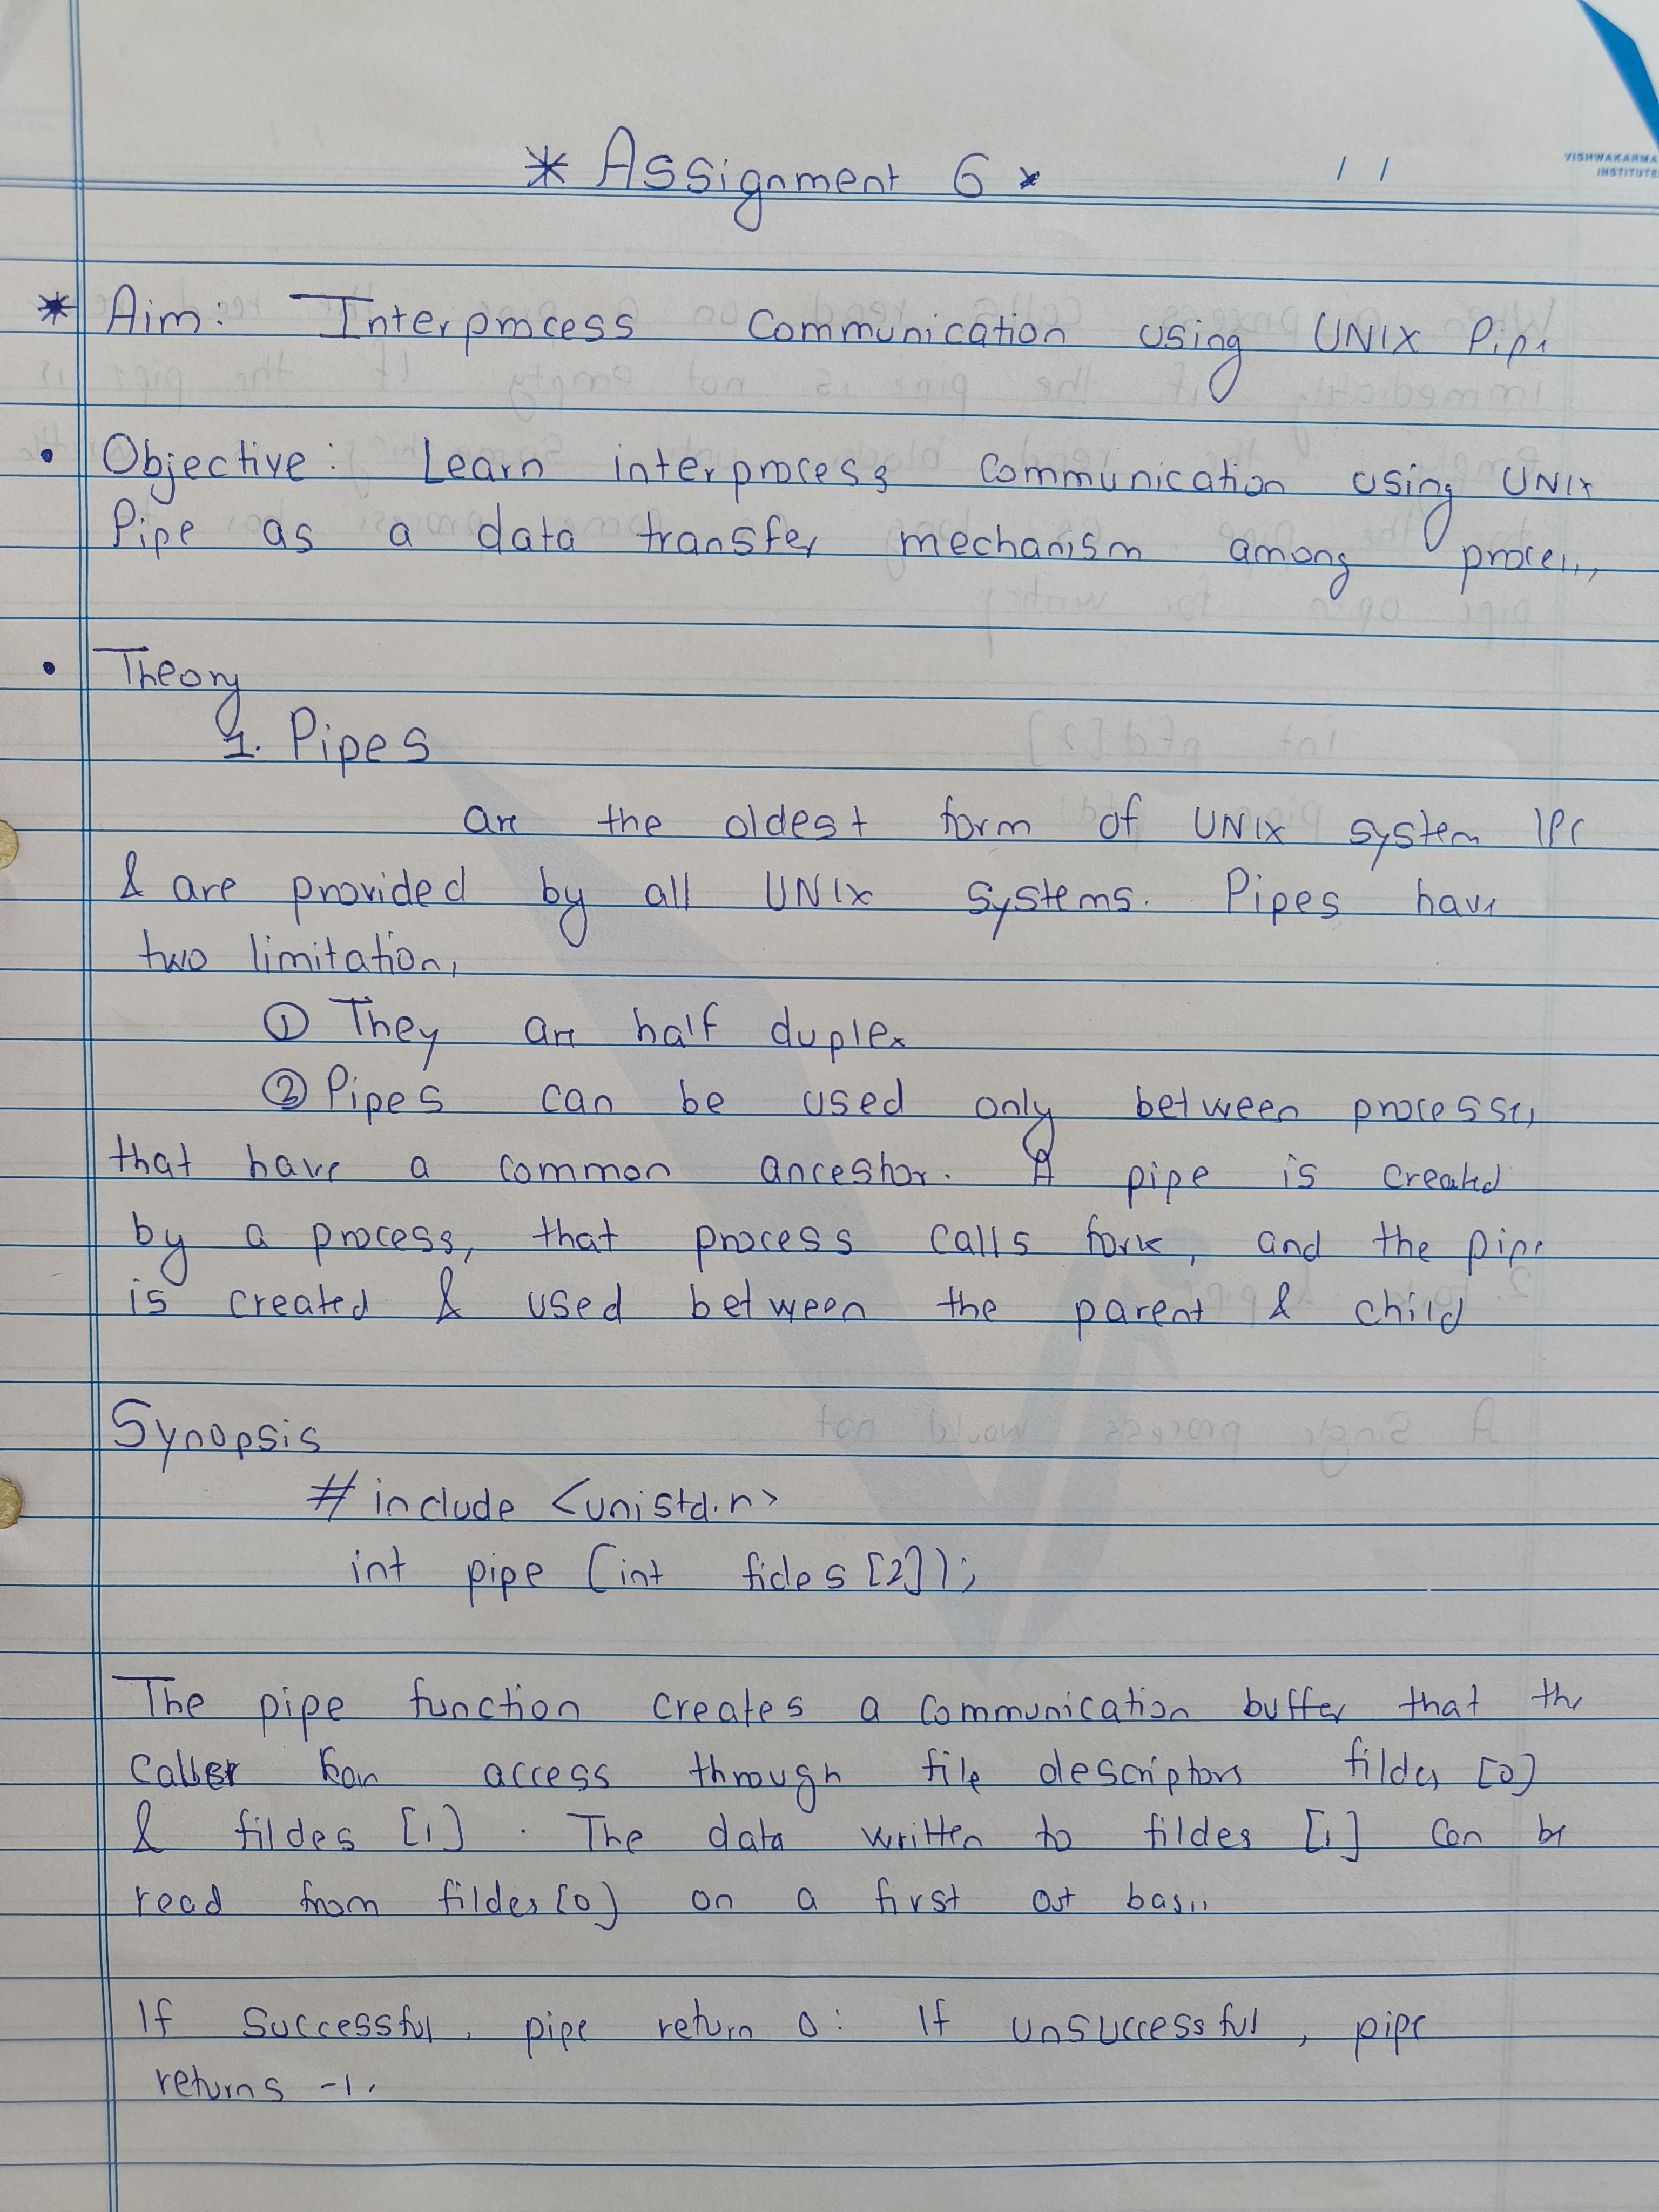 * Assignment 6 *
/ /
VISHWAKARMA
INSTITUTE
* Aim: Interprocess Communication using UNIX Pipe
• Objective: Learn interprocess communication using UNIX
Pipe as a data transfer mechanism among process
• Theory
1. Pipes
are the oldest form of UNIX system IPC
& are provided by all UNIX systems. Pipes have
two limitation,
① They are half duplex
② Pipes can be used only between processes
that have a common ancestor. A pipe is created
by a process, that process calls fork, and the pipe
is created & used between the parent & child
Synopsis
# include <unistd.h>
int pipe (int fides [2]);
The pipe function creates a communication buffer that the
caller can access through file descriptors fildes [0]
& fildes [1] . The data written to fildes [1] can be
read from fildes [0] on a first out basis
If Successful, pipe return 0: If unsuccessful, pipe
returns -1.